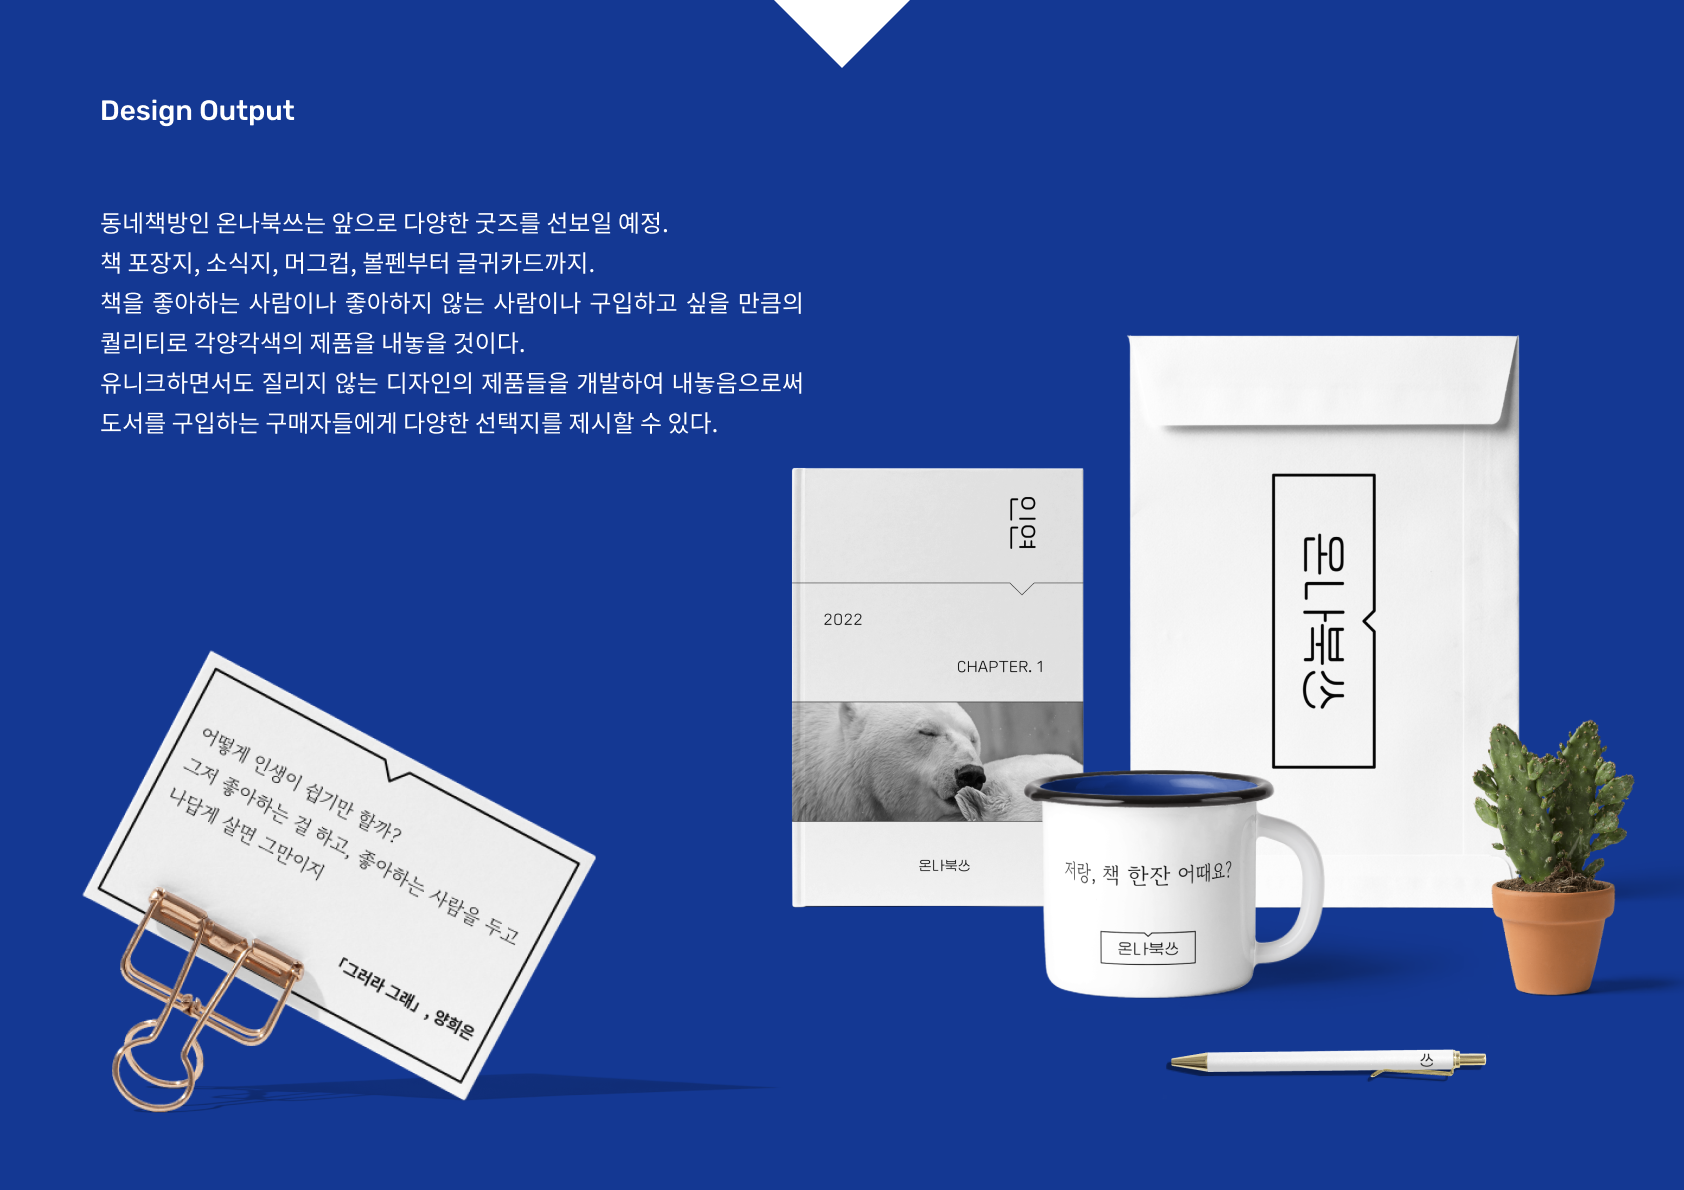 Design Output
동네책방인 온나북쓰는 앞으로 다양한 굿즈를 선보일 예정.
책 포장지, 소식지, 머그컵, 볼펜부터 글귀카드까지.
책을 좋아하는 사람이나 좋아하지 않는 사람이나 구입하고 싶을 만큼의
퀄리티로 각양각색의 제품을 내놓을 것이다.
유니크하면서도 질리지 않는 디자인의 제품들을 개발하여 내놓음으로써
도서를 구입하는 구매자들에게 다양한 선택지를 제시할 수 있다.
인연
2022
CHAPTER. 1
온나북쓰
온나북쓰
저랑, 책 한잔 어때요?
온나북쓰
쓰
어떻게 인생이 쉽기만 할까?
그저 좋아하는 걸 하고, 좋아하는 사람을 두고
나답게 살면 그만이지
「그러라 그래」, 양희은